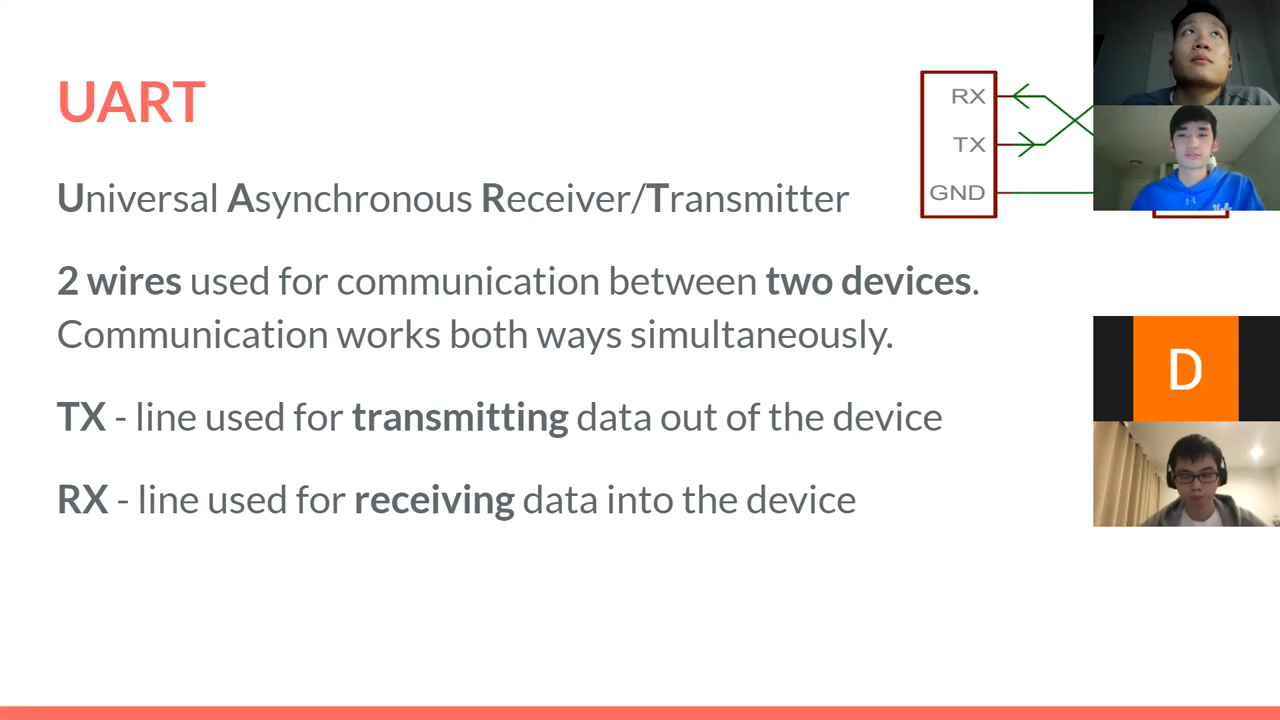 UART
Universal Asynchronous Receiver/Transmitter
2 wires used for communication between two devices.
Communication works both ways simultaneously.
TX - line used for transmitting data out of the device
RX - line used for receiving data into the device
RX
TX
GND
D